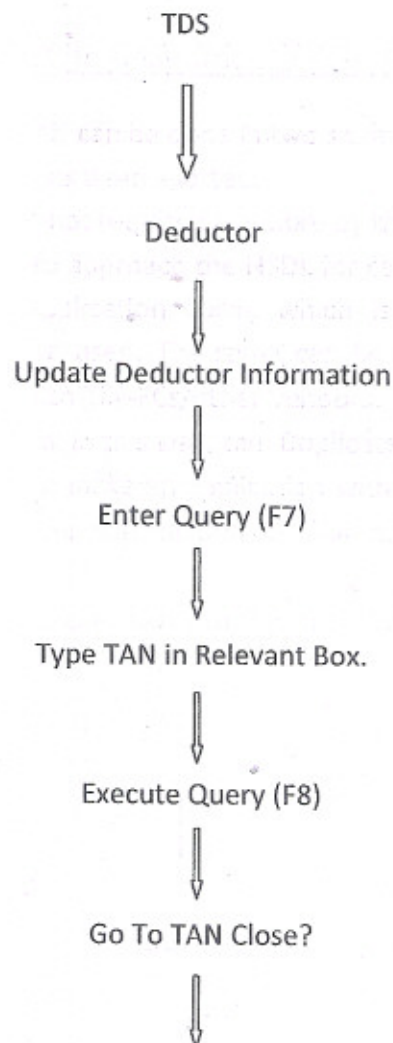 TDS
Deductor
Update Deductor Information
Enter Query (F7)
Type TAN in Relevant Box.
Execute Query (F8)
Go To TAN Close?